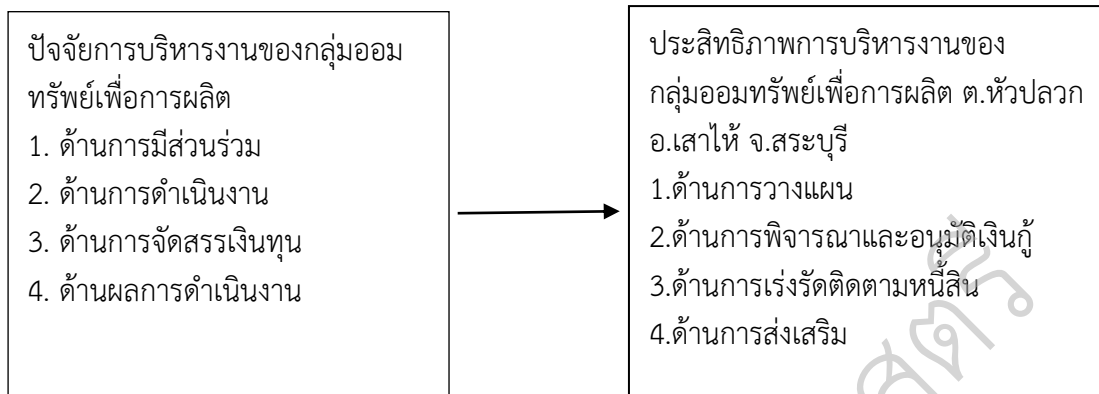 ปัจจัยการบริหารงานของกลุ่มออม
ทรัพย์เพื่อการผลิต
1. ด้านการมีส่วนร่วม
2. ด้านการดำเนินงาน
3. ด้านการจัดสรรเงินทุน
4. ด้านผลการดำเนินงาน
ประสิทธิภาพการบริหารงานของ
กลุ่มออมทรัพย์เพื่อการผลิต ต.หัวปลวก
อ.เสาไห้ จ.สระบุรี
1.ด้านการวางแผน
2.ด้านการพิจารณาและอนุมัติเงินกู้
3.ด้านการเร่งรัดติดตามหนี้สิน
4.ด้านการส่งเสริม